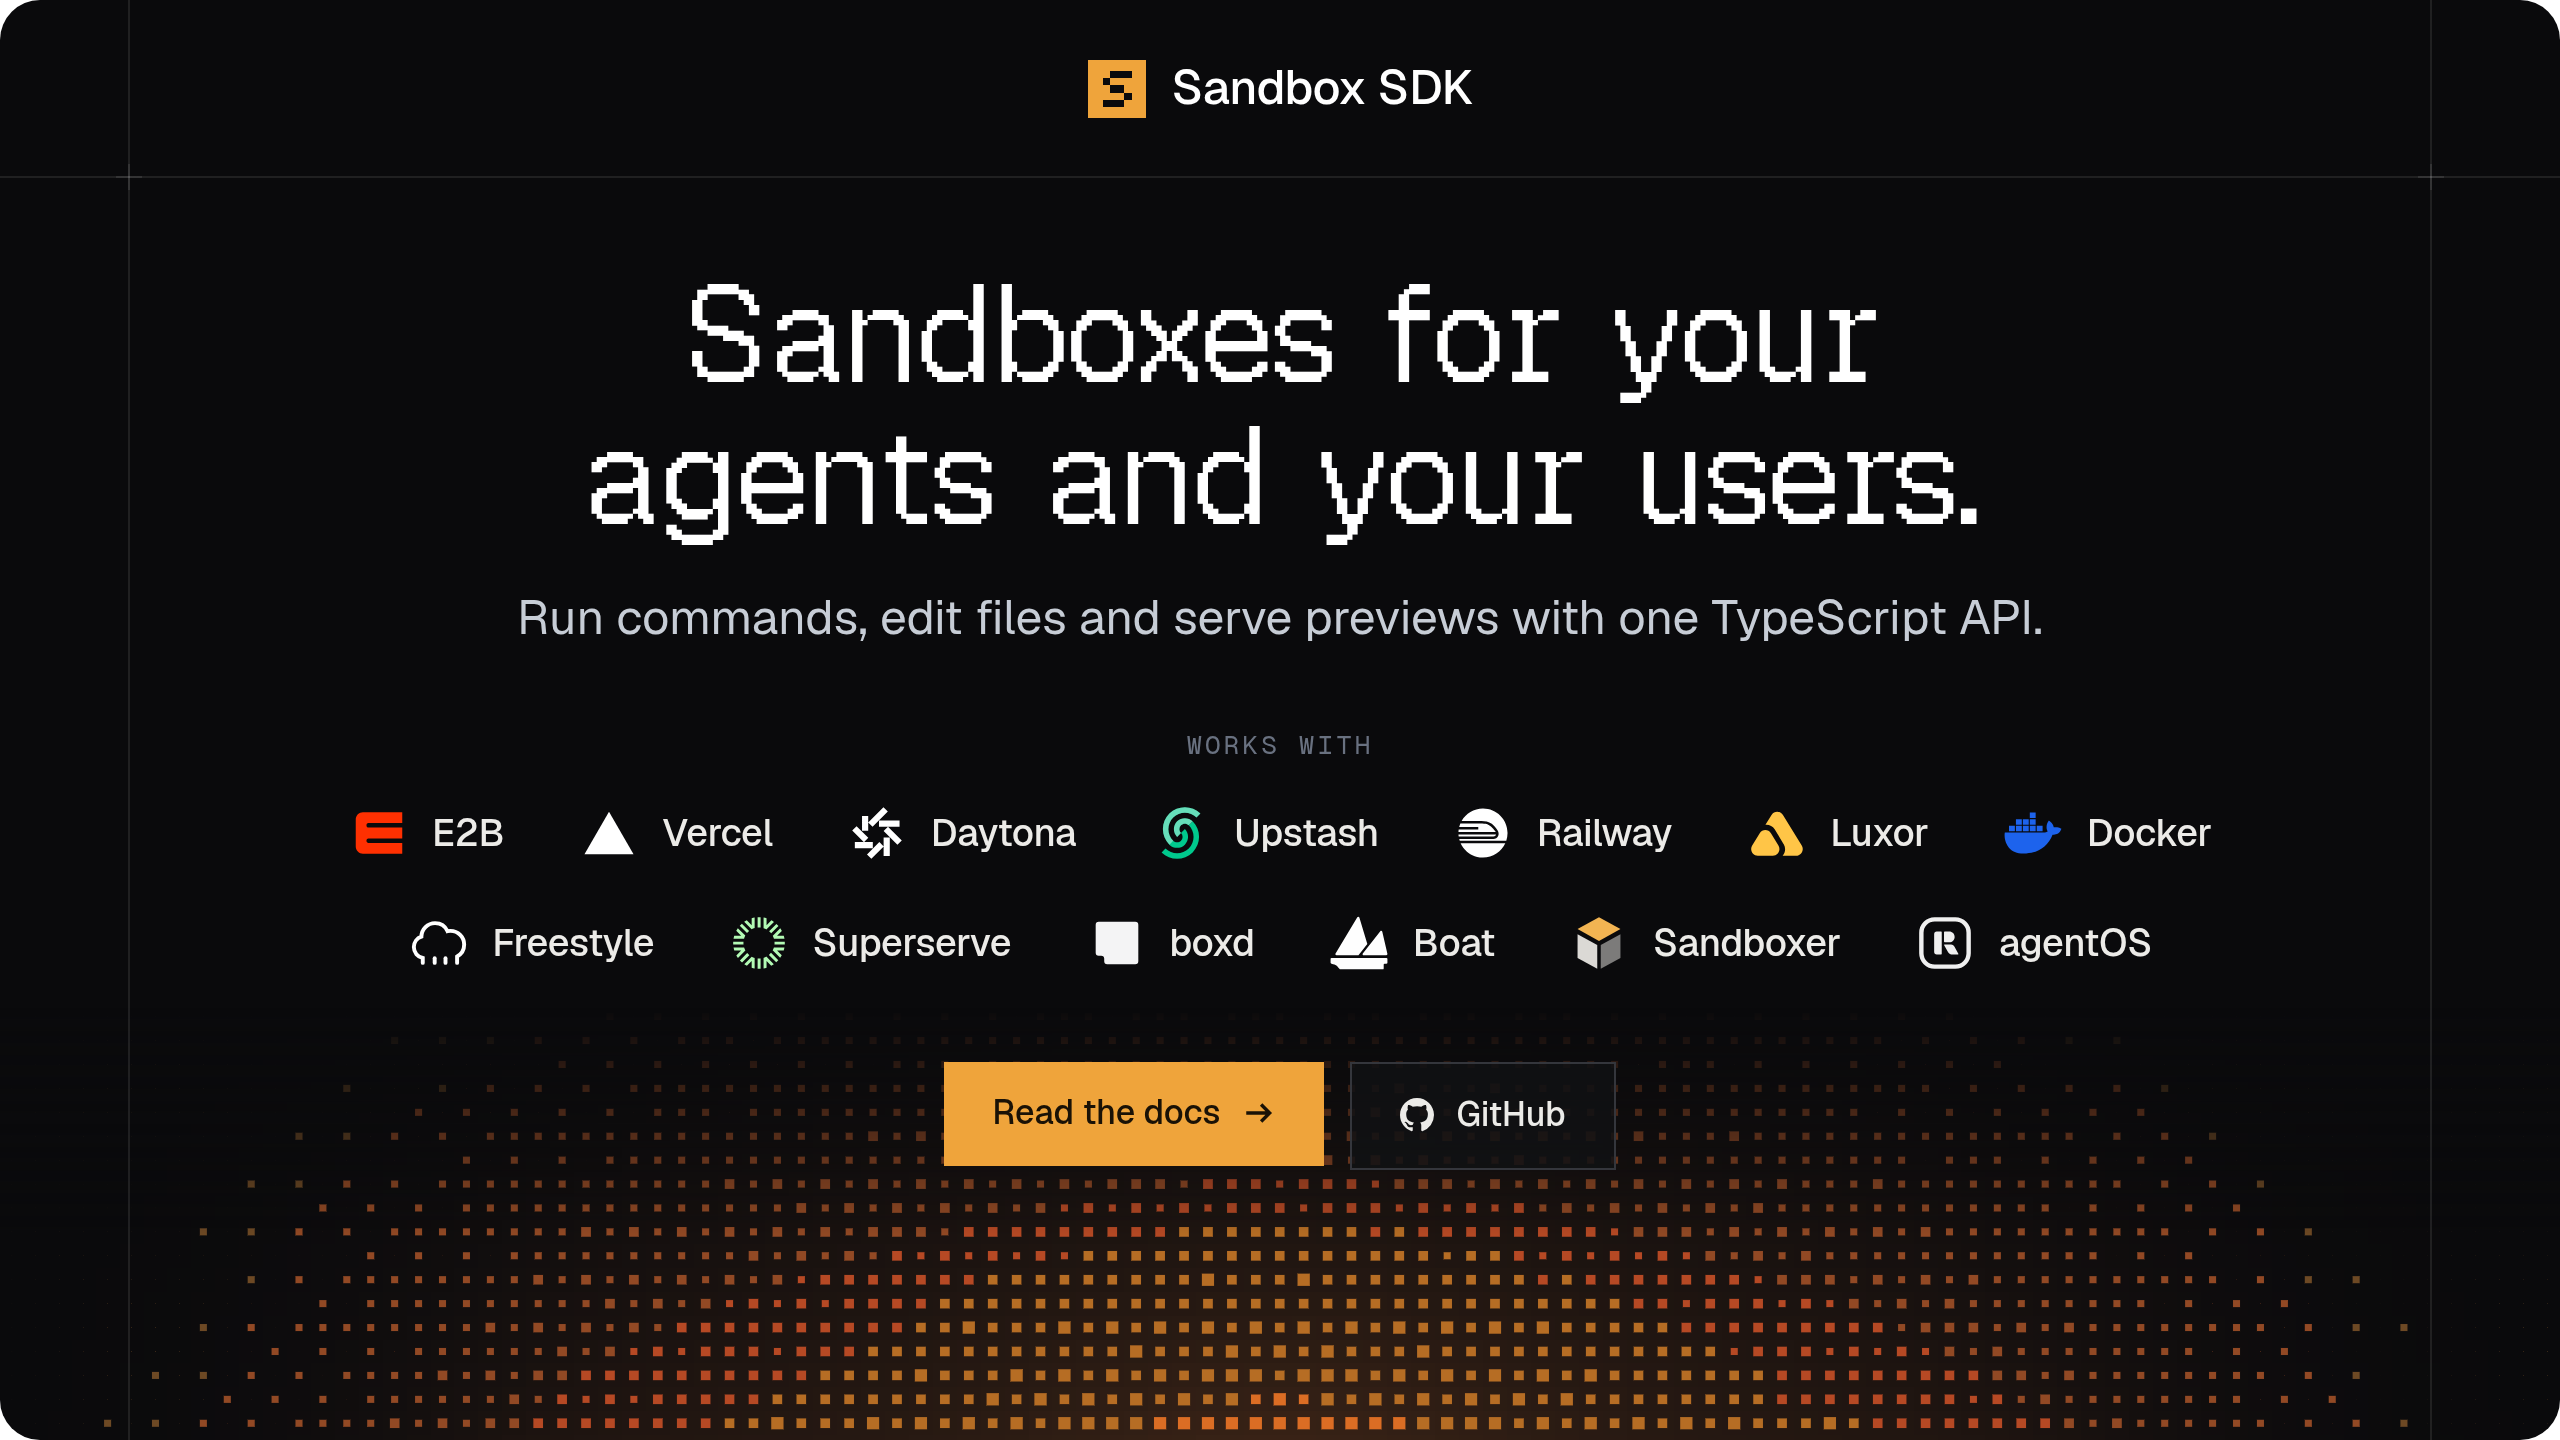 Sandbox SDK
Sandboxes for your
agents and your users.
Run commands, edit files and serve previews with one TypeScript API.
WORKS WITH
E2B Vercel Daytona Upstash Railway Luxor Docker
Freestyle Superserve boxd Boat Sandboxer agentOS
Read the docs → GitHub